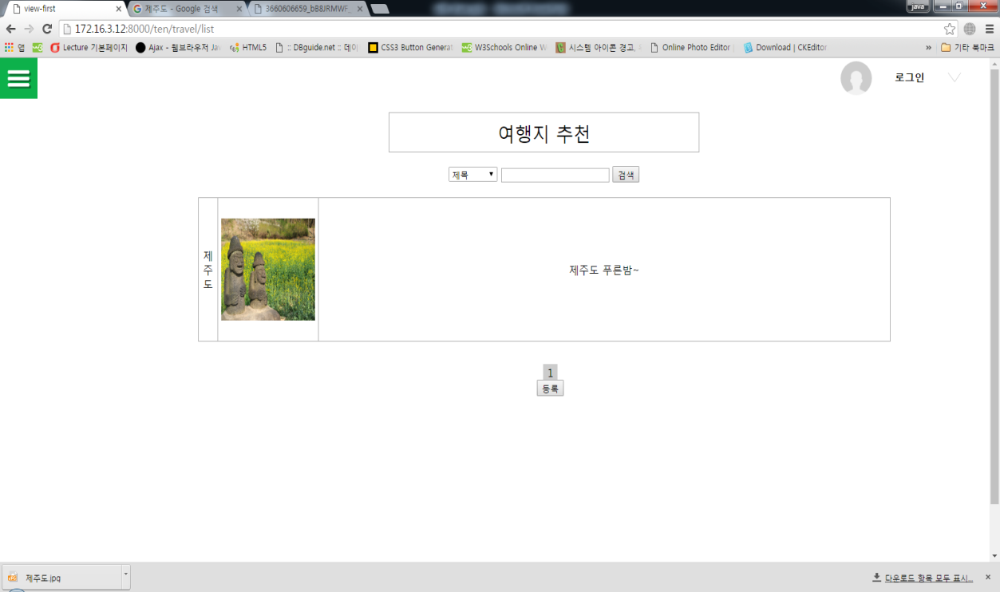 java
view-first
제주도 - Google 검색
3660606659_bB8JRMWF_
172.16.3.12:8000/ten/travel/list
앱
Lecture 기본페이지
Ajax - 웹브라우저 Ja
HTML5
:: DBguide.net :: 데이
CSS3 Button Generat
W3Schools Online W
시스템 아이콘 경고,
Online Photo Editor
Download | CKEditor
»
기타 북마크
로그인
여행지 추천
제목
검색
제
주
도
제주도 푸른밤~
1
등록
제주도.jpg
다운로드 항목 모두 표시...